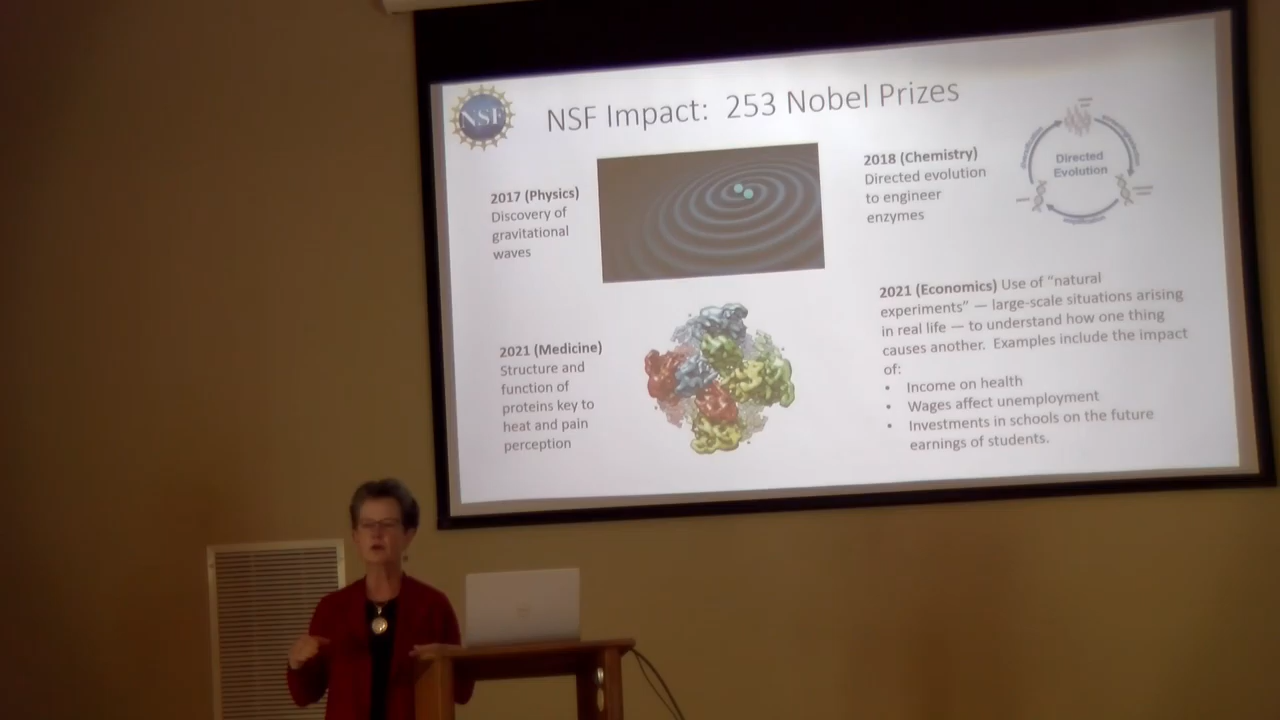 NSF
NSF Impact: 253 Nobel Prizes
2017 (Physics)
Discovery of
gravitational
waves
2018 (Chemistry)
Directed evolution
to engineer
enzymes
Directed
Evolution
2021 (Medicine)
Structure and
function of
proteins key to
heat and pain
perception
2021 (Economics) Use of “natural
experiments” — large-scale situations arising
in real life — to understand how one thing
causes another. Examples include the impact
of:
• Income on health
• Wages affect unemployment
• Investments in schools on the future
earnings of students.